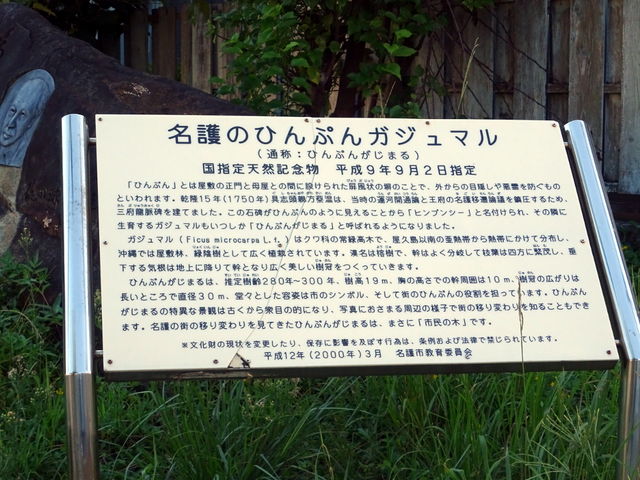 名護のひんぷんガジュマル
（通称：ひんぷんがじまる）
国指定天然記念物　平成９年９月２日指定
「ひんぷん」とは屋敷の正門と母屋との間に設けられた屏風状の塀のことで、外からの目隠しや悪霊を防ぐもの
といわれます。乾隆15年（1750年）具志頭親方蔡温は、当時の運河開通論と王府の名護移遷論議を鎮圧するため、
三府龍脈碑を建てました。この石碑がひんぷんのように見えることから「ヒンプンシー」と名付けられ、その隣に
生育するガジュマルもいつしか「ひんぷんがじまる」と呼ばれるようになりました。
ガジュマル（Ficus microcarpa L.f.）はクワ科の常緑高木で、屋久島以南の亜熱帯から熱帯にかけて分布し、
沖縄では屋敷林、緑陰樹として広く植栽されています。漢名は榕樹で、幹はよく分岐して枝葉は四方に繁茂し、垂
下する気根は地上に降りて幹となり広く美しい樹冠をつくっていきます。
ひんぷんがじまるは、推定樹齢280年～300年、樹高19ｍ、胸の高さでの幹周囲は10ｍ、樹冠の広がりは
長いところで直径30ｍ、堂々とした容姿は市のシンボル、そして街のひんぷんの役割を担っています。ひんぷん
がじまるの特異な景観は古くから衆目の的になり、写真におさまる周辺の様子で街の移り変わりを知ることもでき
ます。名護の街の移り変わりを見てきたひんぷんがじまるは、まさに「市民の木」です。
※文化財の現状を変更したり、保存に影響を及ぼす行為は、条例および法律で禁じられています。
平成12年（2000年）3月　名護市教育委員会